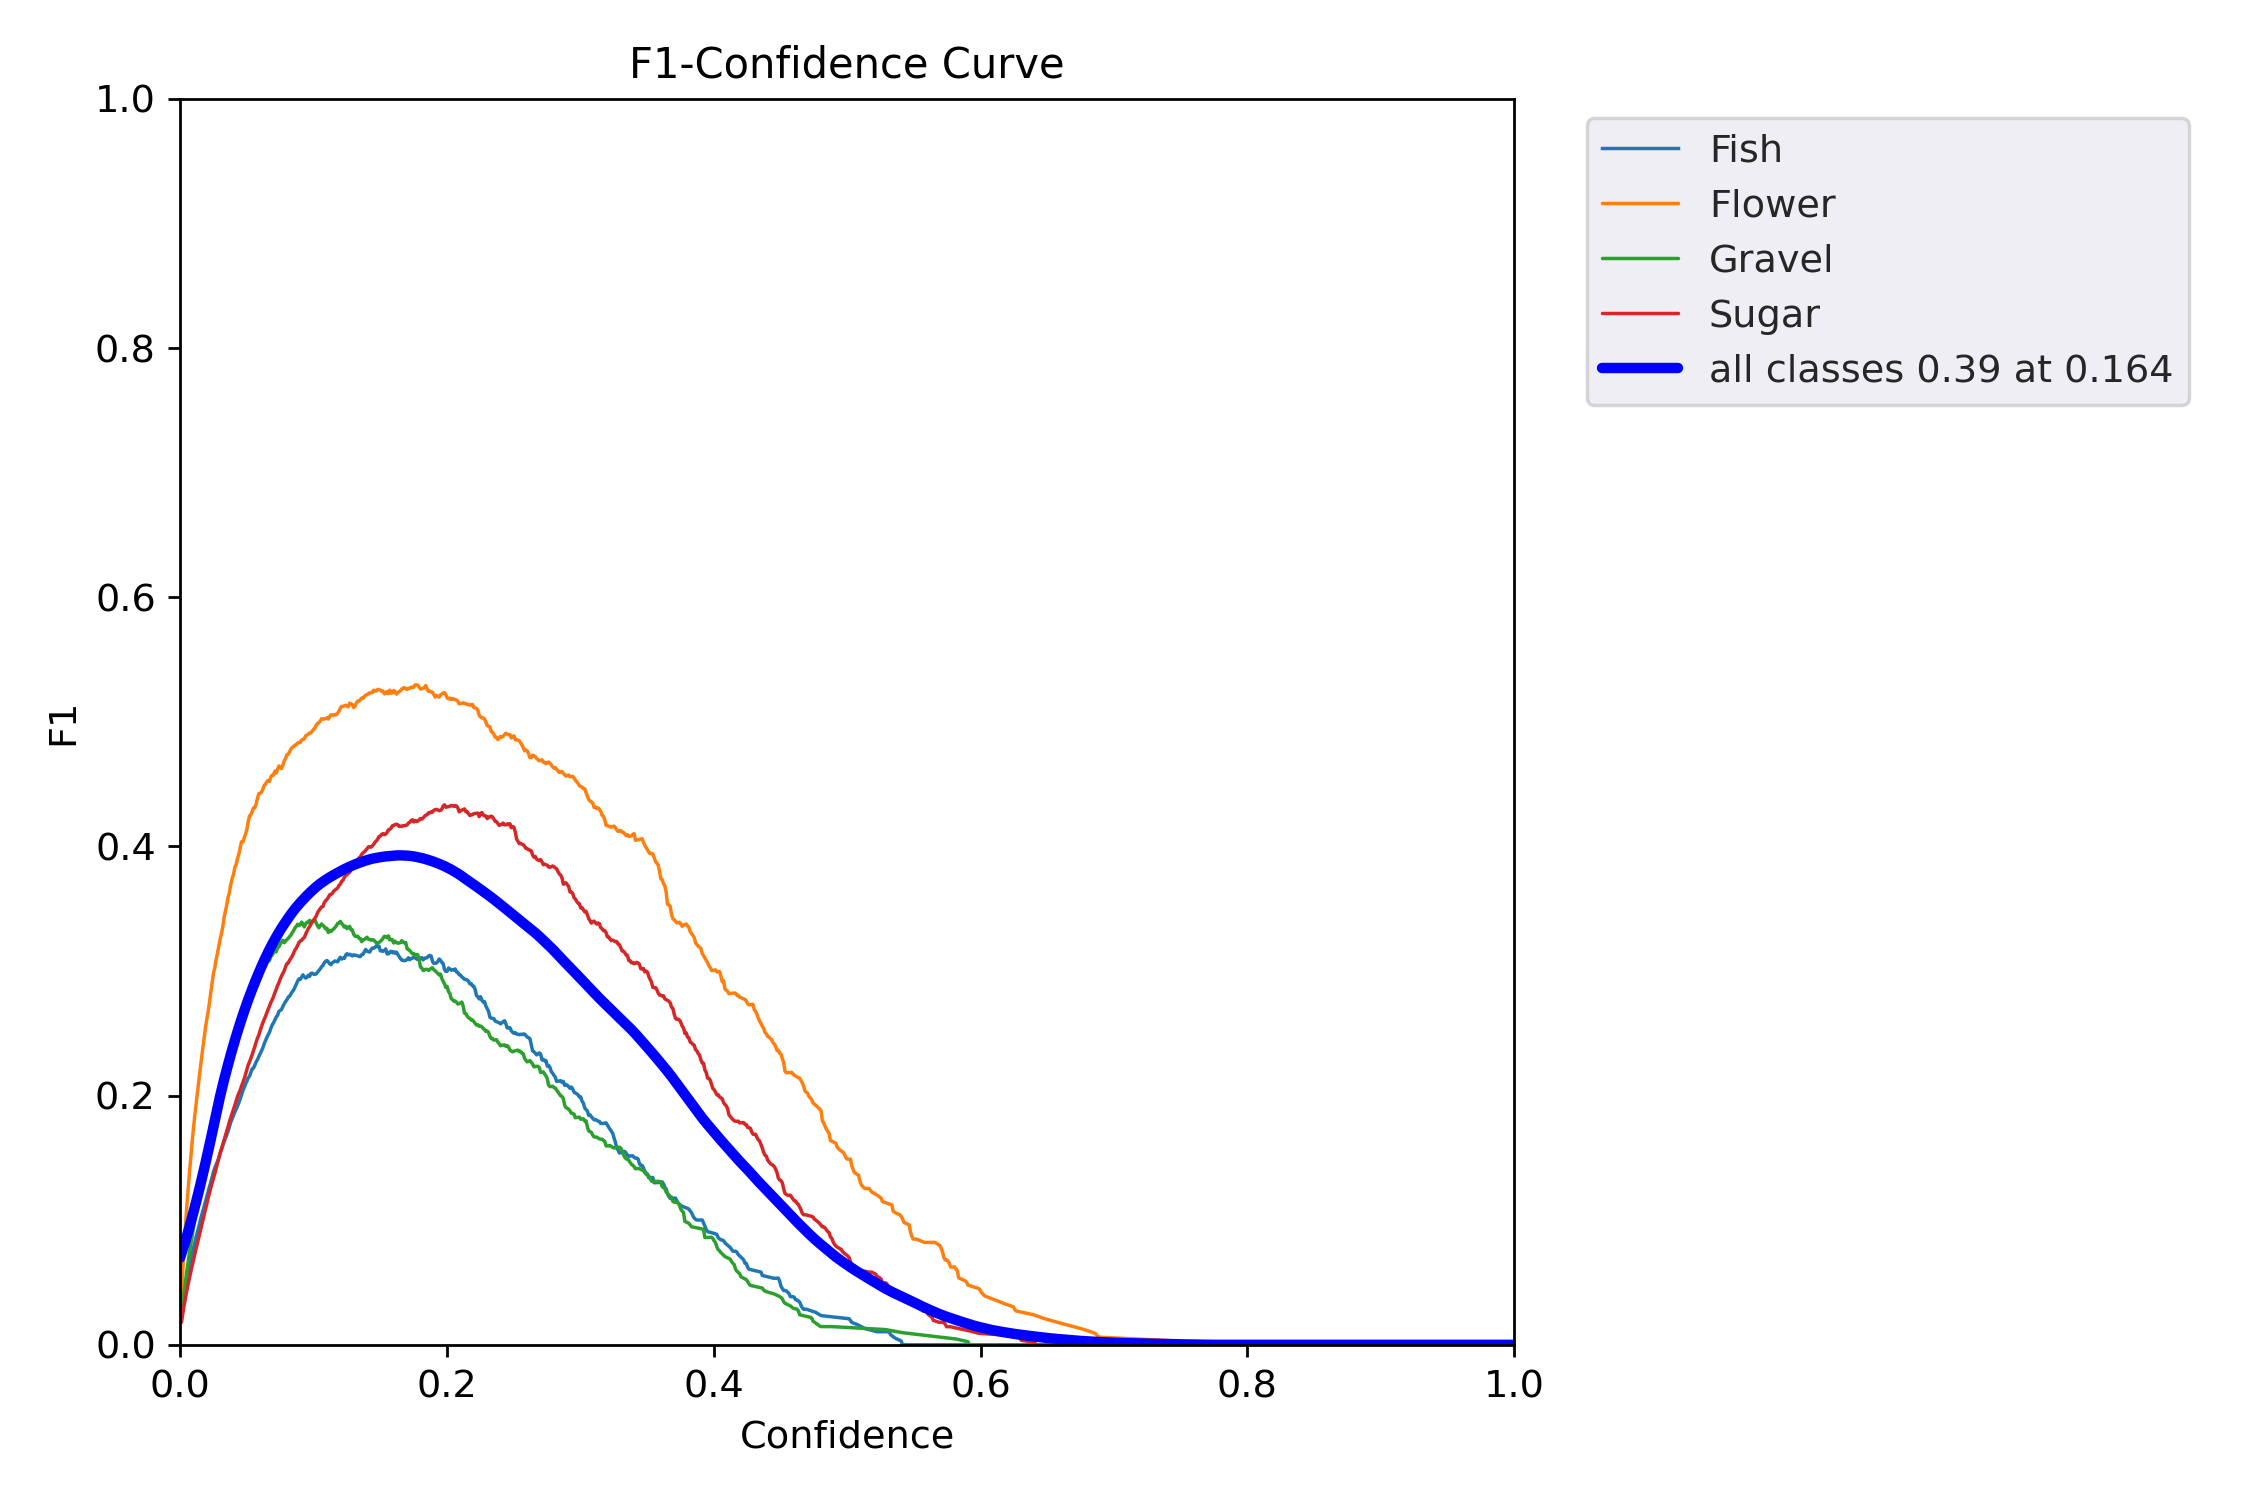 F1-Confidence Curve
1.0
0.8
0.6
0.4
0.2
0.0
F1
0.0 0.2 0.4 0.6 0.8 1.0
Confidence
Fish
Flower
Gravel
Sugar
all classes 0.39 at 0.164